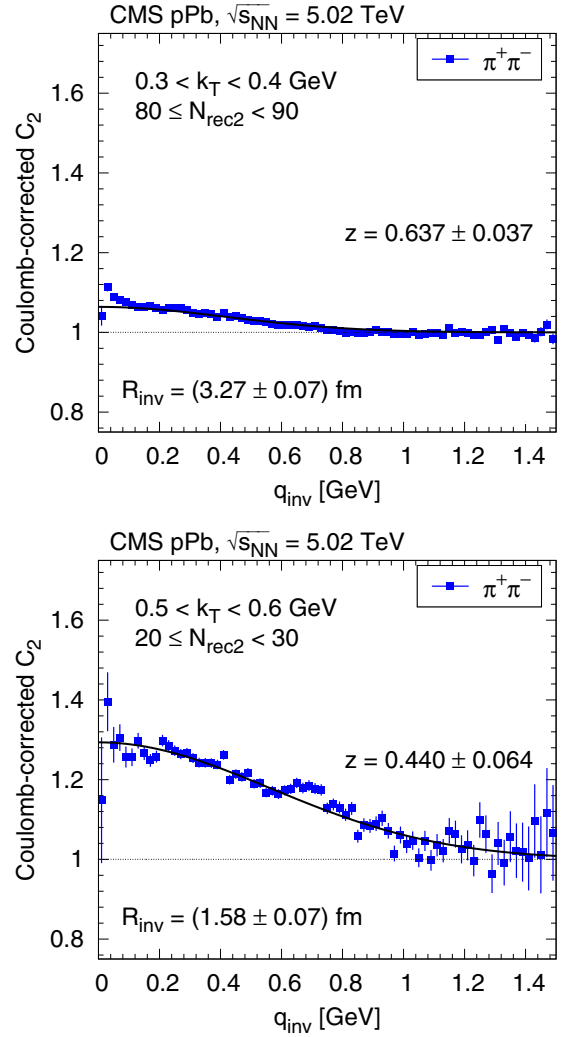 CMS pPb, √sNN = 5.02 TeV
π⁺π⁻
0.3 < kT < 0.4 GeV
80 ≤ Nrec2 < 90
z = 0.637 ± 0.037
Rinv = (3.27 ± 0.07) fm
Coulomb-corrected C2
1.6
1.4
1.2
1
0.8
0 0.2 0.4 0.6 0.8 1 1.2 1.4
qinv [GeV]
CMS pPb, √sNN = 5.02 TeV
π⁺π⁻
0.5 < kT < 0.6 GeV
20 ≤ Nrec2 < 30
z = 0.440 ± 0.064
Rinv = (1.58 ± 0.07) fm
Coulomb-corrected C2
1.6
1.4
1.2
1
0.8
0 0.2 0.4 0.6 0.8 1 1.2 1.4
qinv [GeV]